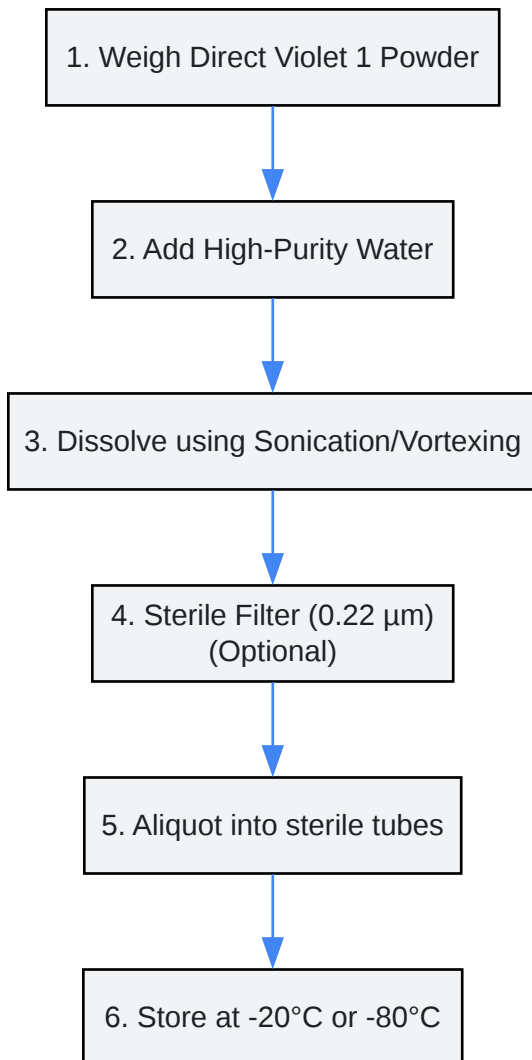 1. Weigh Direct Violet 1 Powder
2. Add High-Purity Water
3. Dissolve using Sonication/Vortexing
4. Sterile Filter (0.22 µm)
(Optional)
5. Aliquot into sterile tubes
6. Store at -20°C or -80°C